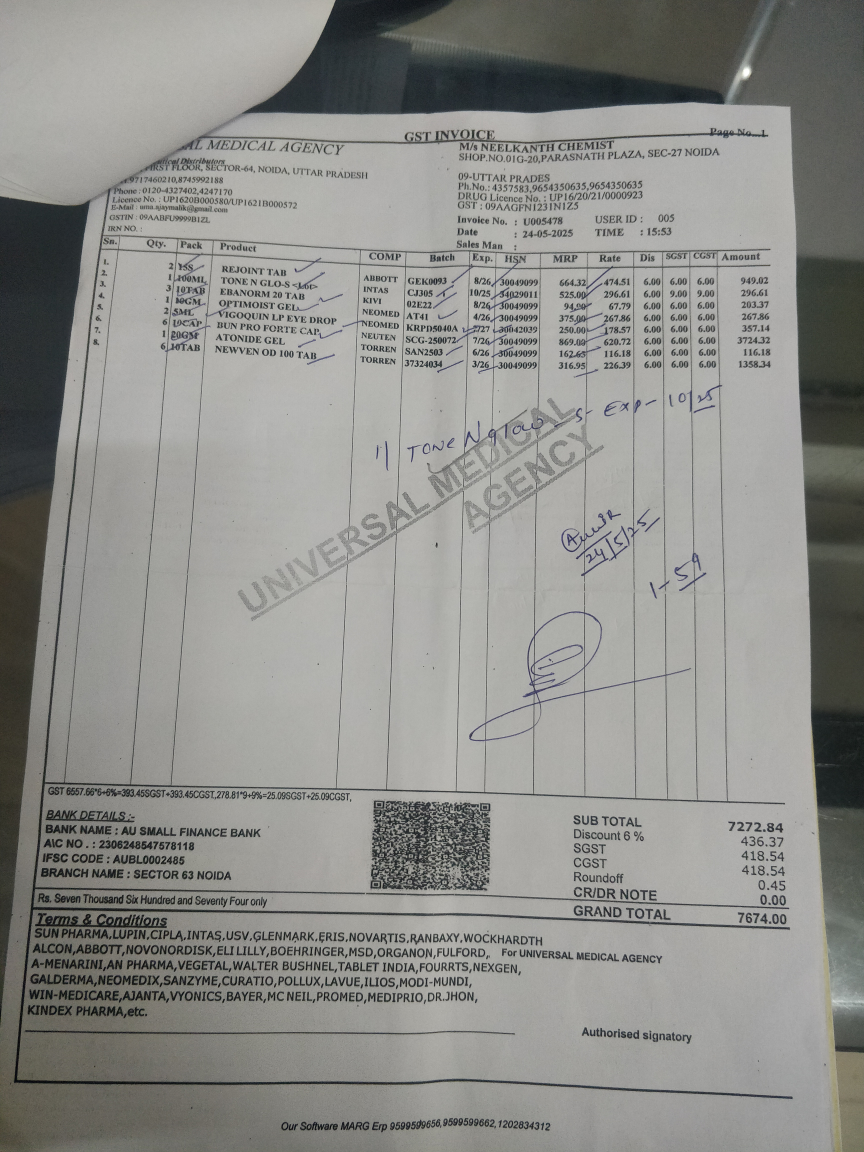 GST INVOICE
Page No...1
AL MEDICAL AGENCY
Medical Distributors
FIRST FLOOR, SECTOR-64, NOIDA, UTTAR PRADESH
9717460210,8745992188
Phone : 0120-4327402,4247170
Licence No : UP1620B000580/UP1621B000572
E-Mail : uma.ajaymalik@gmail.com
GSTIN : 09AABFU9999B1ZL
IRN NO. :
M/s NEELKANTH CHEMIST
SHOP.NO.01G-20,PARASNATH PLAZA, SEC-27 NOIDA
09-UTTAR PRADES
Ph.No.: 4357583,9654350635,9654350635
DRUG Licence No. : UP16/20/21/0000923
GST : 09AAGFN1231N1Z5
Invoice No. : U005478 USER ID : 005
Date : 24-05-2025 TIME : 15:53
Sales Man :
Sn. Qty. Pack Product COMP Batch Exp. HSN MRP Rate Dis SGST CGST Amount
1. 2 15S REJOINT TAB ABBOTT GEK0093 8/26 30049099 664.32 474.51 6.00 6.00 6.00 949.02
2. 1 100ML TONE N GLO-S <Lot> INTAS CJ305 10/25 34029011 525.00 296.61 6.00 9.00 9.00 296.61
3. 3 10TAB EBANORM 20 TAB KIVI 02E22 8/26 30049099 94.90 67.79 6.00 6.00 6.00 203.37
4. 1 30GM OPTIMOIST GEL NEOMED AT41 4/26 30049099 375.00 267.86 6.00 6.00 6.00 267.86
5. 2 5ML VIGOQUIN LP EYE DROP NEOMED KRPD5040A 2/27 30042039 250.00 178.57 6.00 6.00 6.00 357.14
6. 6 10CAP BUN PRO FORTE CAP NEUTEN SCG-250072 7/26 30049099 869.00 620.72 6.00 6.00 6.00 3724.32
7. 1 20GM ATONIDE GEL TORREN SAN2503 6/26 30049099 162.65 116.18 6.00 6.00 6.00 116.18
8. 6 10TAB NEWVEN OD 100 TAB TORREN 37324034 3/26 30049099 316.95 226.39 6.00 6.00 6.00 1358.34
1) TONE N glow - S - Exp - 10/25
UNIVERSAL MEDICAL
AGENCY
24/5/25
1-59
GST 6557.66*6+6%=393.45SGST+393.45CGST,278.81*9+9%=25.09SGST+25.09CGST,
BANK DETAILS :-
BANK NAME : AU SMALL FINANCE BANK
A\C NO . : 2306248547578118
IFSC CODE : AUBL0002485
BRANCH NAME : SECTOR 63 NOIDA
SUB TOTAL 7272.84
Discount 6 % 436.37
SGST 418.54
CGST 418.54
Roundoff 0.45
CR/DR NOTE 0.00
GRAND TOTAL 7674.00
Rs. Seven Thousand Six Hundred and Seventy Four only
Terms & Conditions
SUN PHARMA,LUPIN,CIPLA,INTAS,USV,GLENMARK,ERIS,NOVARTIS,RANBAXY,WOCKHARDTH
ALCON,ABBOTT,NOVONORDISK,ELI LILLY,BOEHRINGER,MSD,ORGANON,FULFORD,
For UNIVERSAL MEDICAL AGENCY
A-MENARINI,AN PHARMA,VEGETAL,WALTER BUSHNEL,TABLET INDIA,FOURRTS,NEXGEN,
GALDERMA,NEOMEDIX,SANZYME,CURATIO,POLLUX,LAVUE,ILIOS,MODI-MUNDI,
WIN-MEDICARE,AJANTA,VYONICS,BAYER,MC NEIL,PROMED,MEDIPRIO,DR.JHON,
KINDEX PHARMA,etc.
Authorised signatory
Our Software MARG Erp 9599599656,9599599662,1202834312